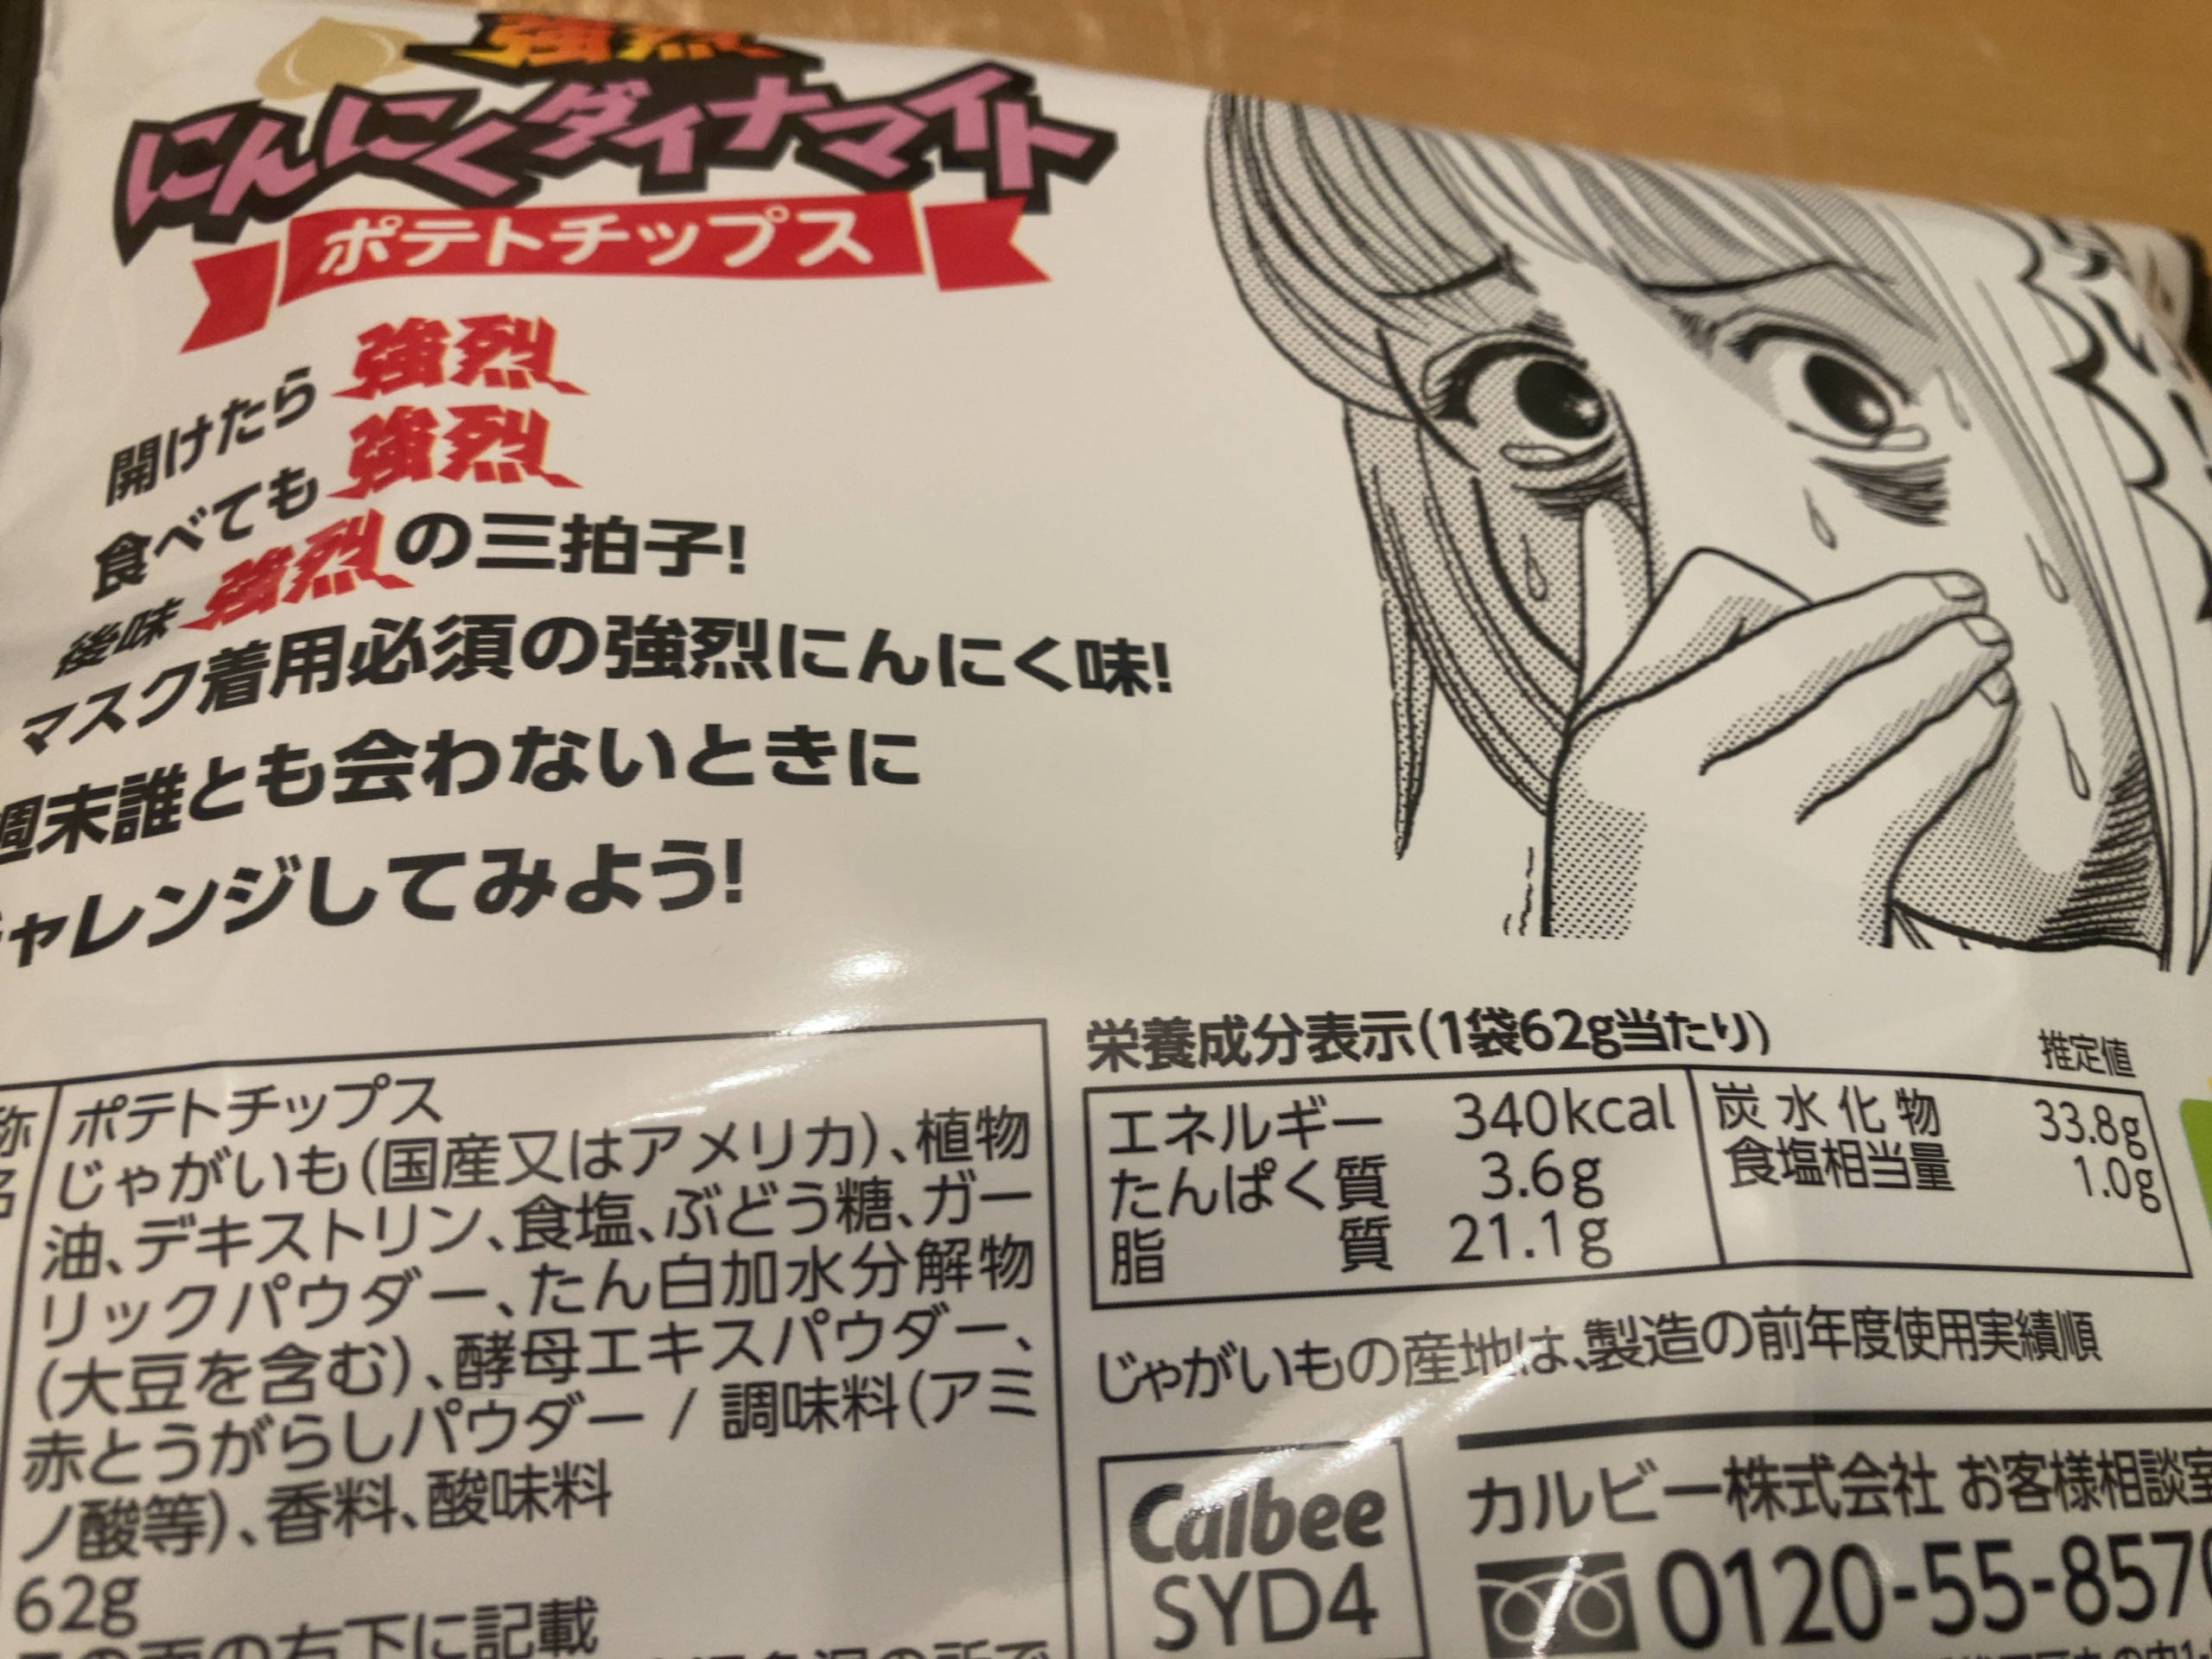 強烈
にんにくダイナマイト
ポテトチップス
開けたら強烈
食べても強烈
後味強烈の三拍子!
マスク着用必須の強烈にんにく味!
週末誰とも会わないときに
チャレンジしてみよう!
称 ポテトチップス
名 じゃがいも(国産又はアメリカ)、植物
油、デキストリン、食塩、ぶどう糖、ガー
リックパウダー、たん白加水分解物
(大豆を含む)、酵母エキスパウダー、
赤とうがらしパウダー / 調味料(アミ
ノ酸等)、香料、酸味料
62g
この面の右下に記載
栄養成分表示(1袋62g当たり) 推定値
エネルギー 340kcal 炭水化物 33.8g
たんぱく質 3.6g 食塩相当量 1.0g
脂質 21.1g
じゃがいもの産地は、製造の前年度使用実績順
Calbee
SYD4
カルビー株式会社 お客様相談室
0120-55-8570